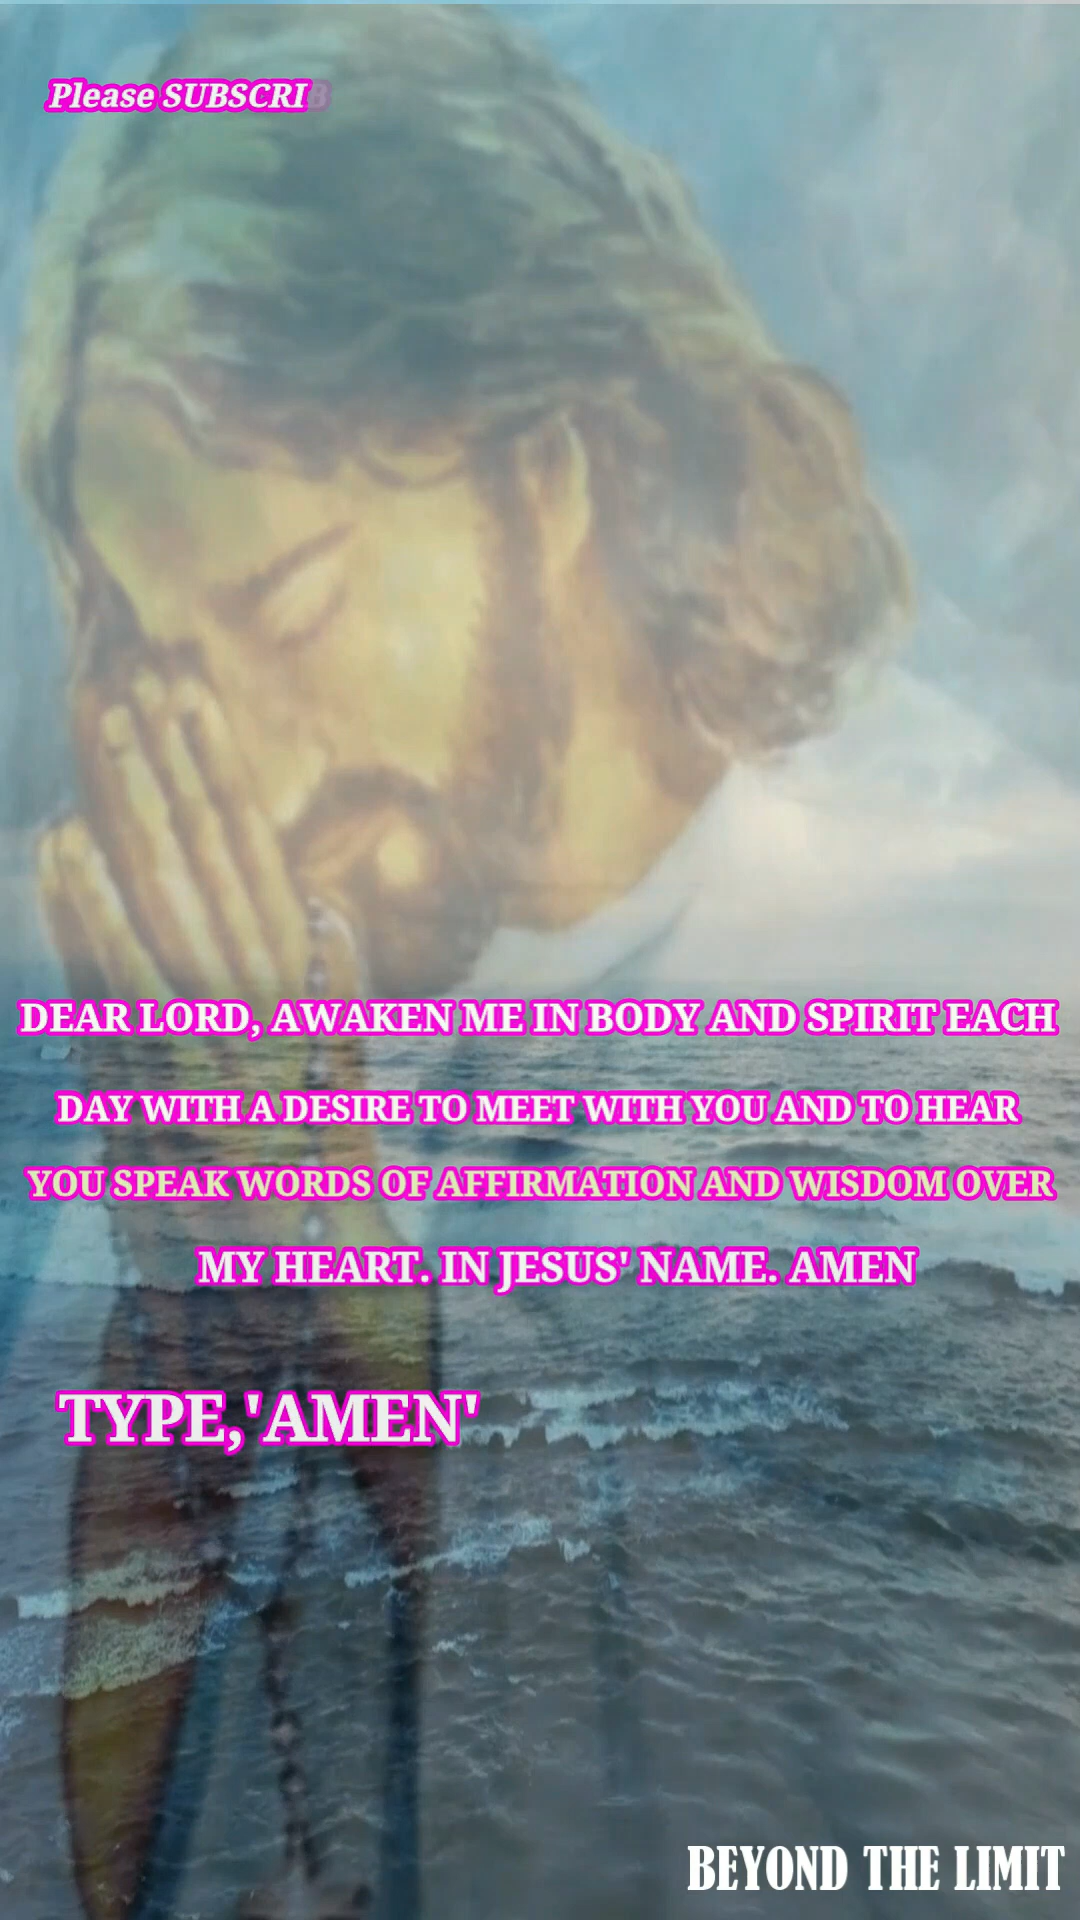 Please SUBSCRIB
DEAR LORD, AWAKEN ME IN BODY AND SPIRIT EACH
DAY WITH A DESIRE TO MEET WITH YOU AND TO HEAR
YOU SPEAK WORDS OF AFFIRMATION AND WISDOM OVER
MY HEART. IN JESUS' NAME. AMEN
TYPE,'AMEN'
BEYOND THE LIMIT